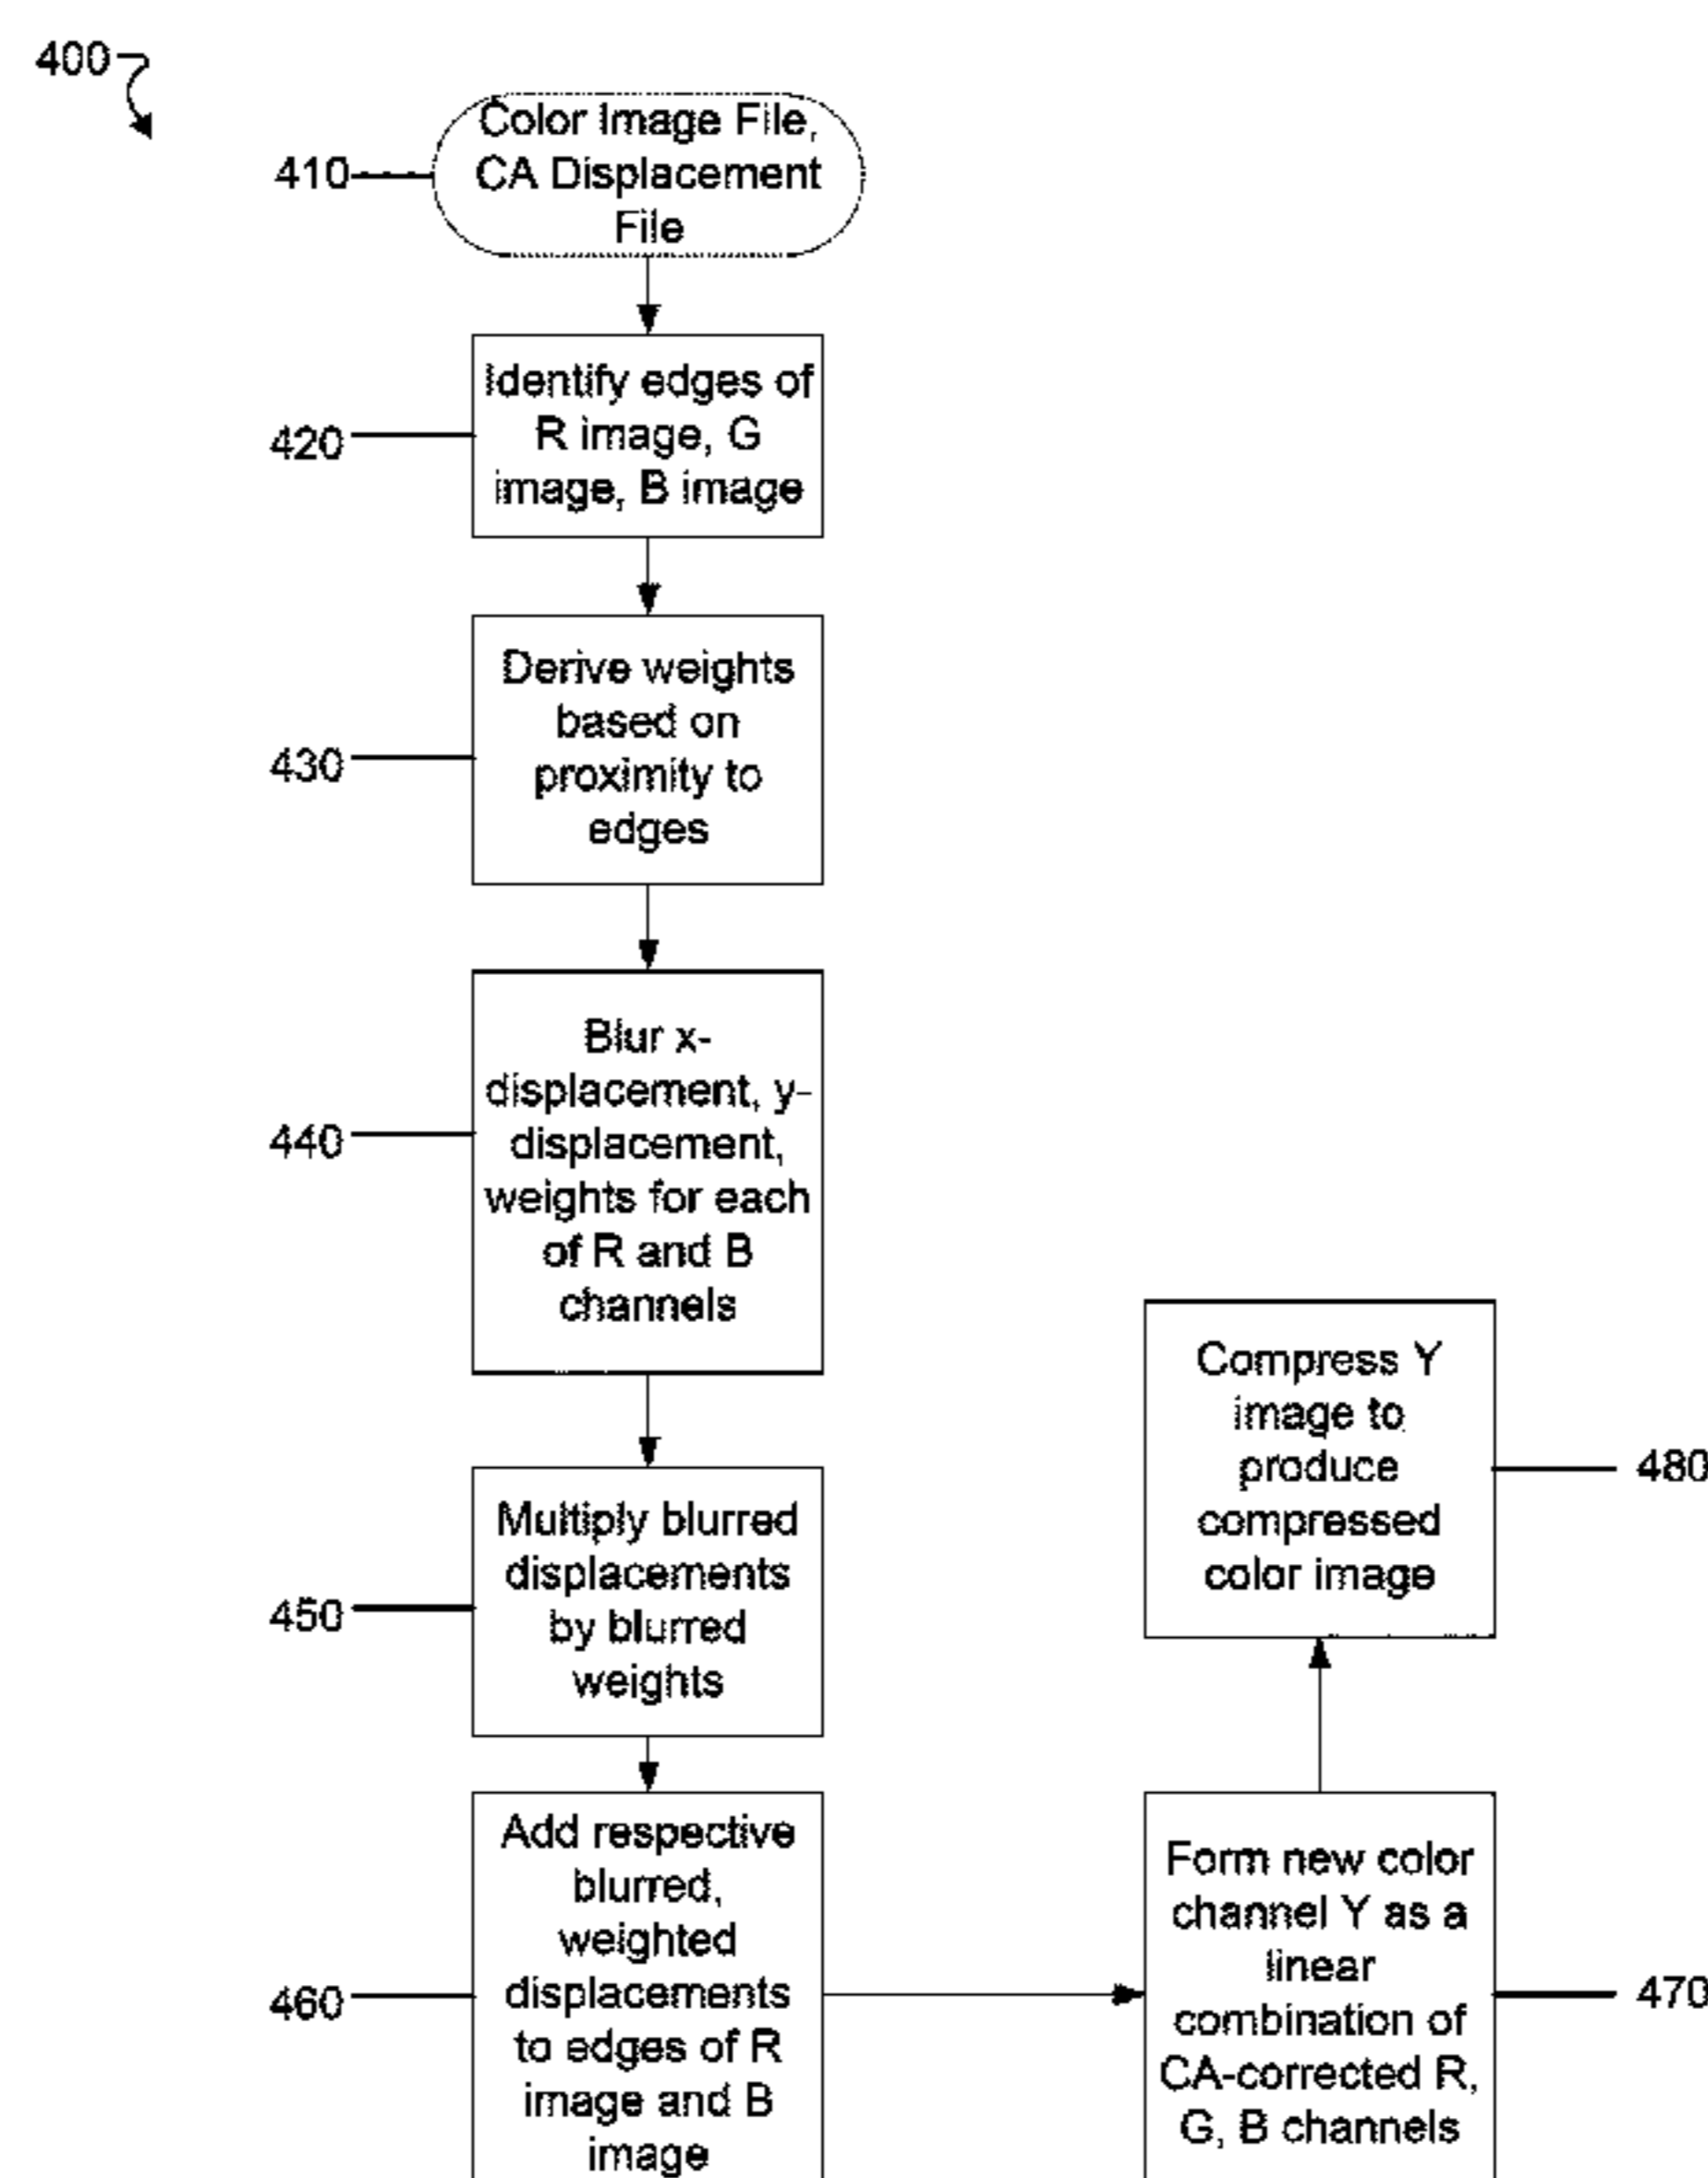 400
Color Image File,
CA Displacement
File
410
Identify edges of
R image, G
image, B image
420
Derive weights
based on
proximity to
edges
430
Blur x-
displacement, y-
displacement,
weights for each
of R and B
channels
440
Multiply blurred
displacements
by blurred
weights
450
Add respective
blurred,
weighted
displacements
to edges of R
image and B
image
460
Form new color
channel Y as a
linear
combination of
CA-corrected R,
G, B channels
470
Compress Y
image to
produce
compressed
color image
480